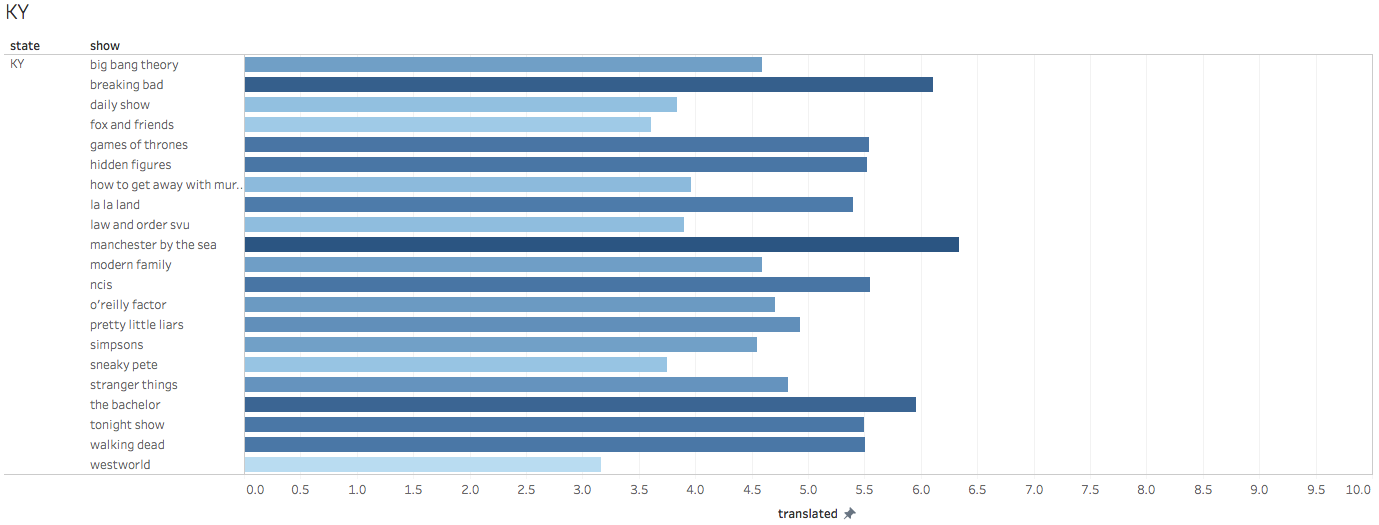 KY
state show
KY big bang theory
breaking bad
daily show
fox and friends
games of thrones
hidden figures
how to get away with mur..
la la land
law and order svu
manchester by the sea
modern family
ncis
o'reilly factor
pretty little liars
simpsons
sneaky pete
stranger things
the bachelor
tonight show
walking dead
westworld
0.0 0.5 1.0 1.5 2.0 2.5 3.0 3.5 4.0 4.5 5.0 5.5 6.0 6.5 7.0 7.5 8.0 8.5 9.0 9.5 10.0
translated